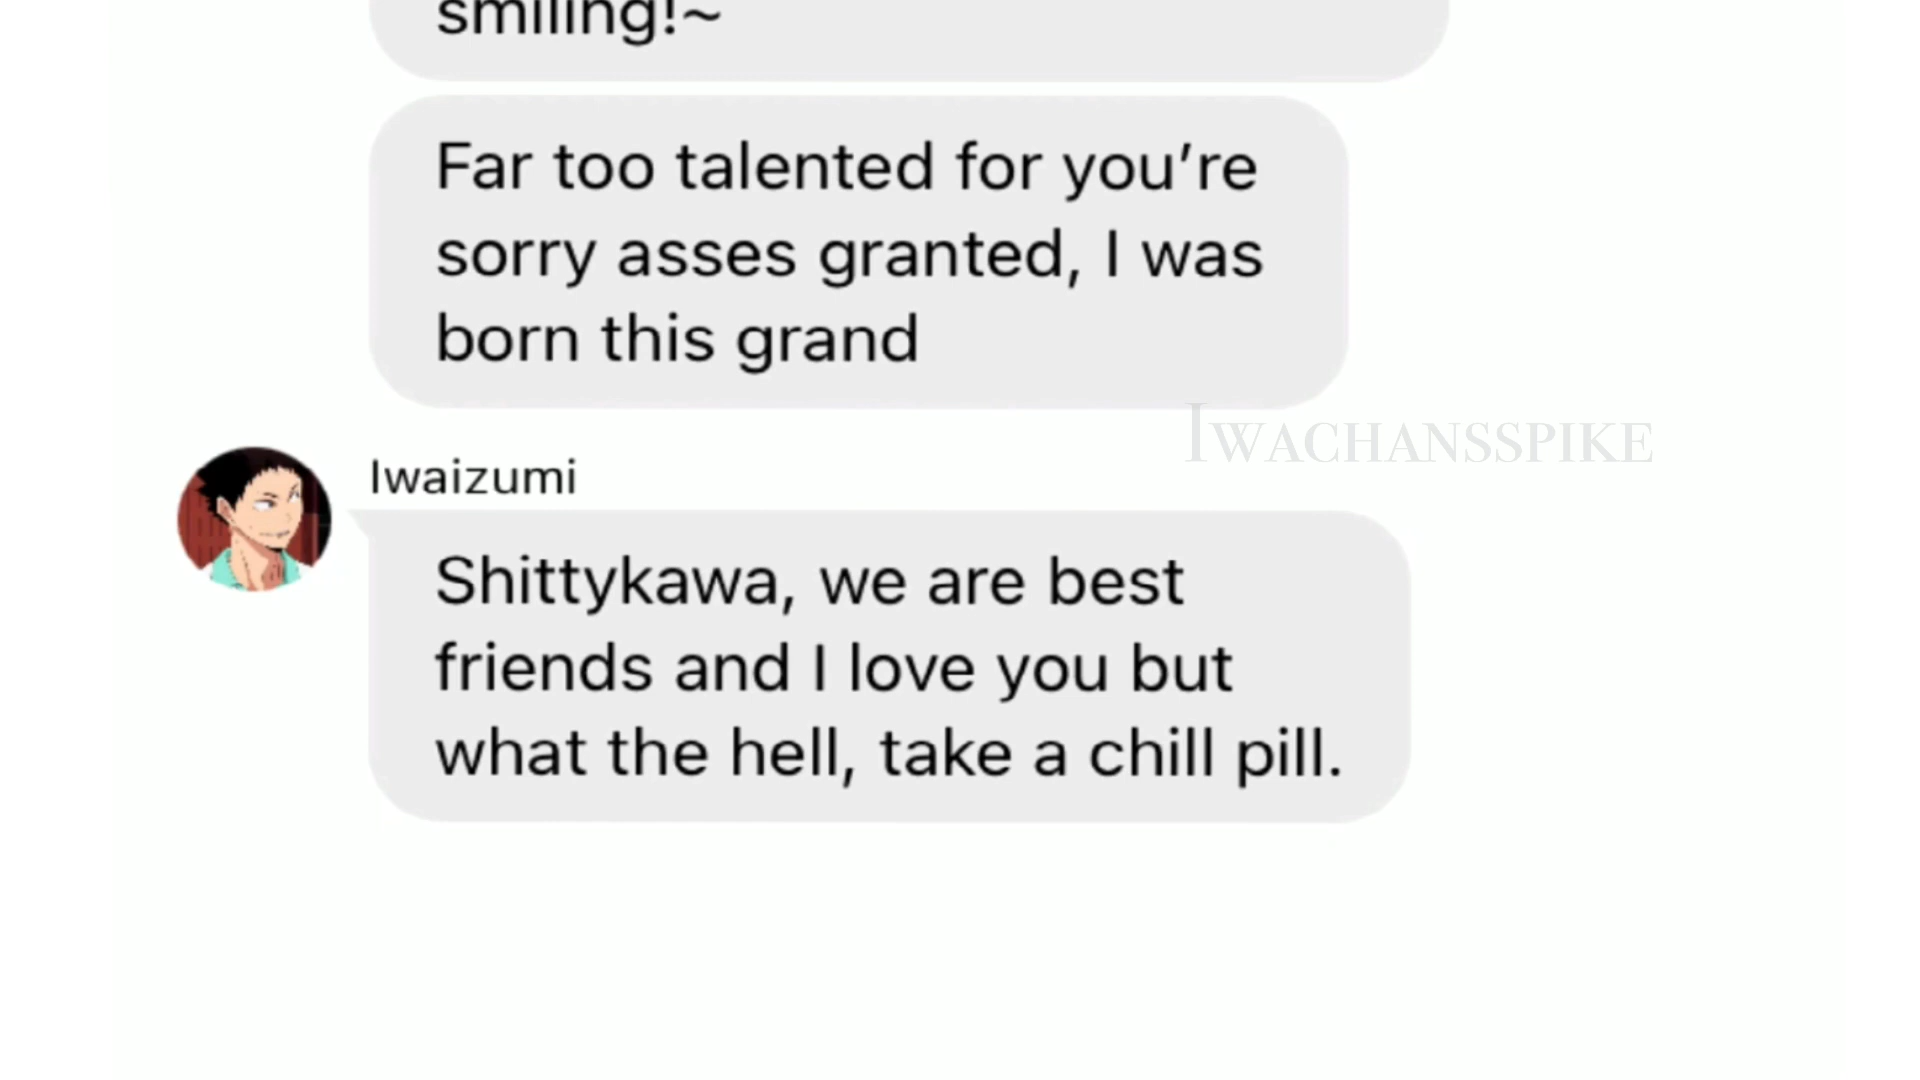 smiling!~
Far too talented for you’re
sorry asses granted, I was
born this grand
IWACHANSSPIKE
Iwaizumi
Shittykawa, we are best
friends and I love you but
what the hell, take a chill pill.